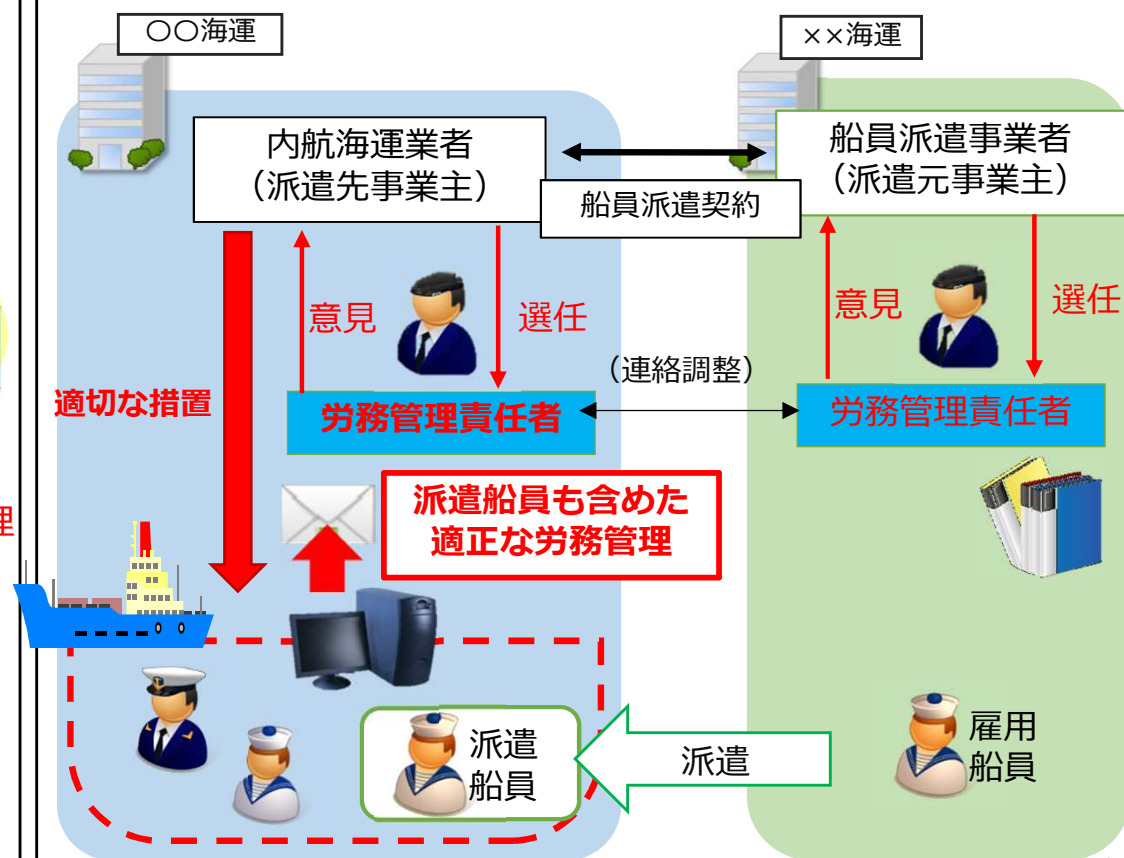 〇〇海運
××海運
内航海運業者
（派遣先事業主）
船員派遣事業者
（派遣元事業主）
船員派遣契約
意見
選任
意見
選任
（連絡調整）
適切な措置
労務管理責任者
労務管理責任者
派遣船員も含めた
適正な労務管理
理
派遣
船員
派遣
雇用
船員